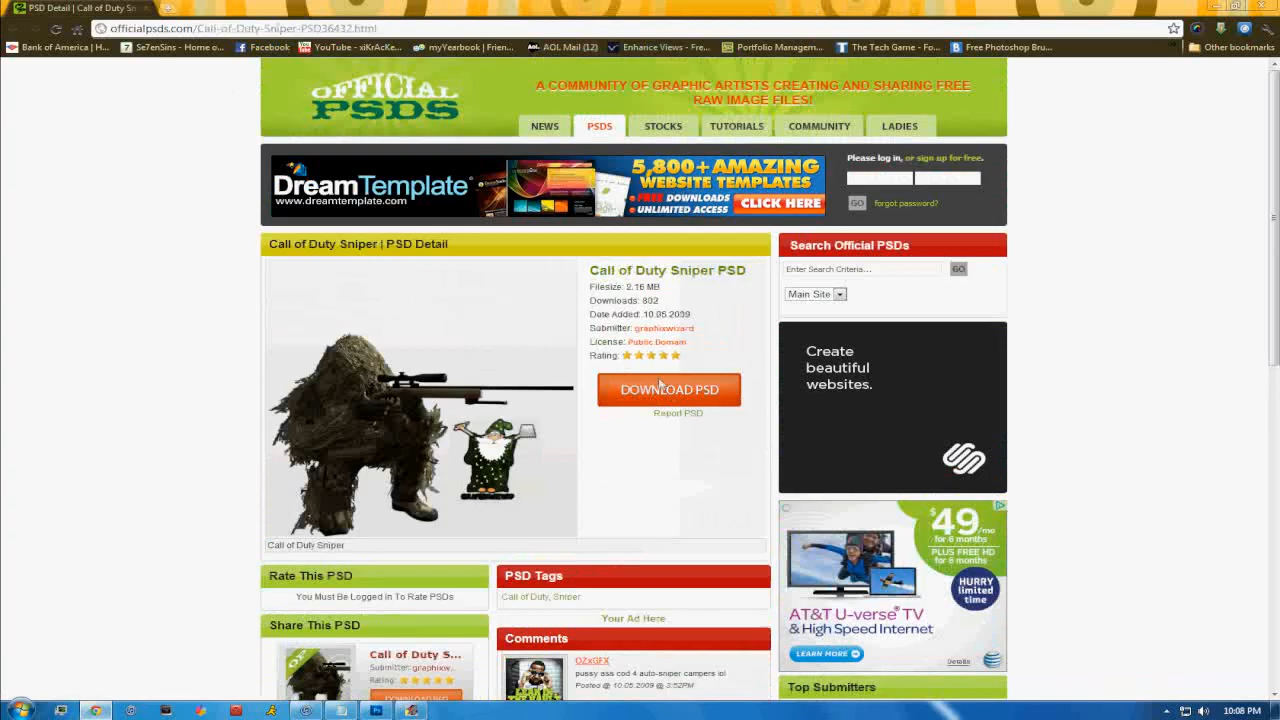 PSD Detail | Call of Duty Sn
officialpsds.com/Call-of-Duty-Sniper-PSD36432.html
Bank of America | H...
Se7enSins - Home o...
Facebook
YouTube - xiKrAcKe...
myYearbook | Frien...
AOL Mail (12)
Enhance Views - Fre...
Portfolio Managem...
The Tech Game - Fo...
Free Photoshop Bru...
Other bookmarks
OFFICIAL
PSDS
A COMMUNITY OF GRAPHIC ARTISTS CREATING AND SHARING FREE
RAW IMAGE FILES!
NEWS
PSDS
STOCKS
TUTORIALS
COMMUNITY
LADIES
DreamTemplate
www.dreamtemplate.com
5,800+ AMAZING
WEBSITE TEMPLATES
FREE DOWNLOADS
UNLIMITED ACCESS
CLICK HERE
Please log in, or sign up for free.
GO
forgot password?
Call of Duty Sniper | PSD Detail
Call of Duty Sniper PSD
Filesize: 2.16 MB
Downloads: 802
Date Added: 10.05.2009
Submitter: graphixwizard
License: Public Domain
Rating:
DOWNLOAD PSD
Report PSD
Call of Duty Sniper
Search Official PSDs
Enter Search Criteria...
GO
Main Site
Create
beautiful
websites.
$49/mo
for 6 months
PLUS FREE HD
for 6 months
HURRY
limited
time
AT&T U-verse® TV
& High Speed Internet
LEARN MORE
Details
at&t
Rate This PSD
You Must Be Logged In To Rate PSDs
Share This PSD
Call of Duty S...
Submitter: graphixw...
Rating:
DOWNLOAD PSD
PSD Tags
Call of Duty, Sniper
Your Ad Here
Comments
OZxGFX
pussy ass cod 4 auto-sniper campers lol
Posted @ 10.05.2009 @ 3:52PM
Top Submitters
10:08 PM